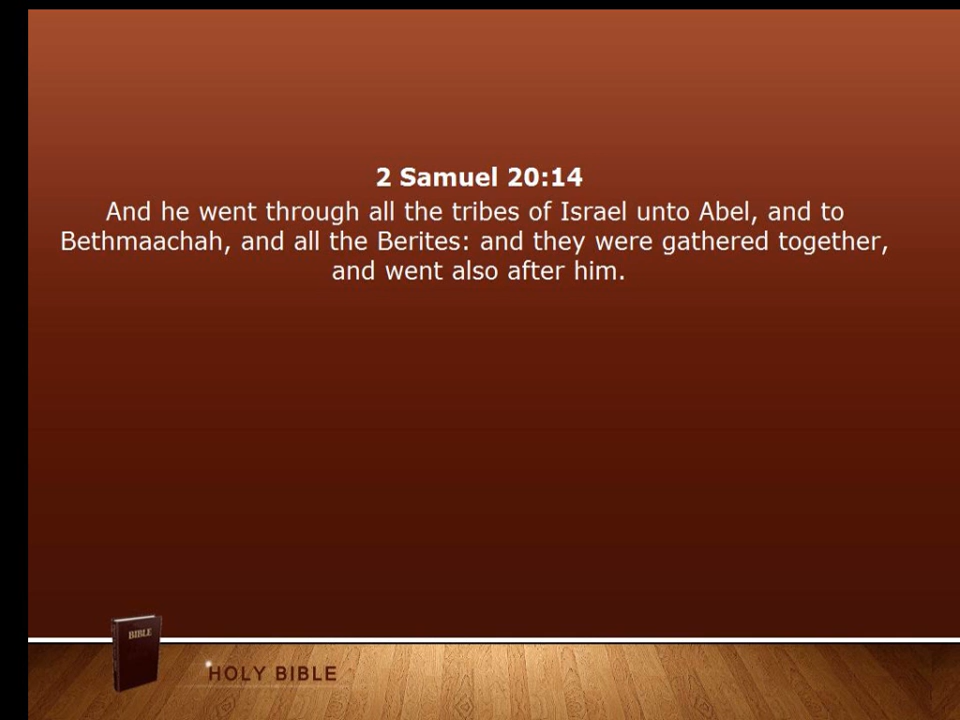 2 Samuel 20:14
And he went through all the tribes of Israel unto Abel, and to
Bethmaachah, and all the Berites: and they were gathered together,
and went also after him.
BIBLE
HOLY BIBLE